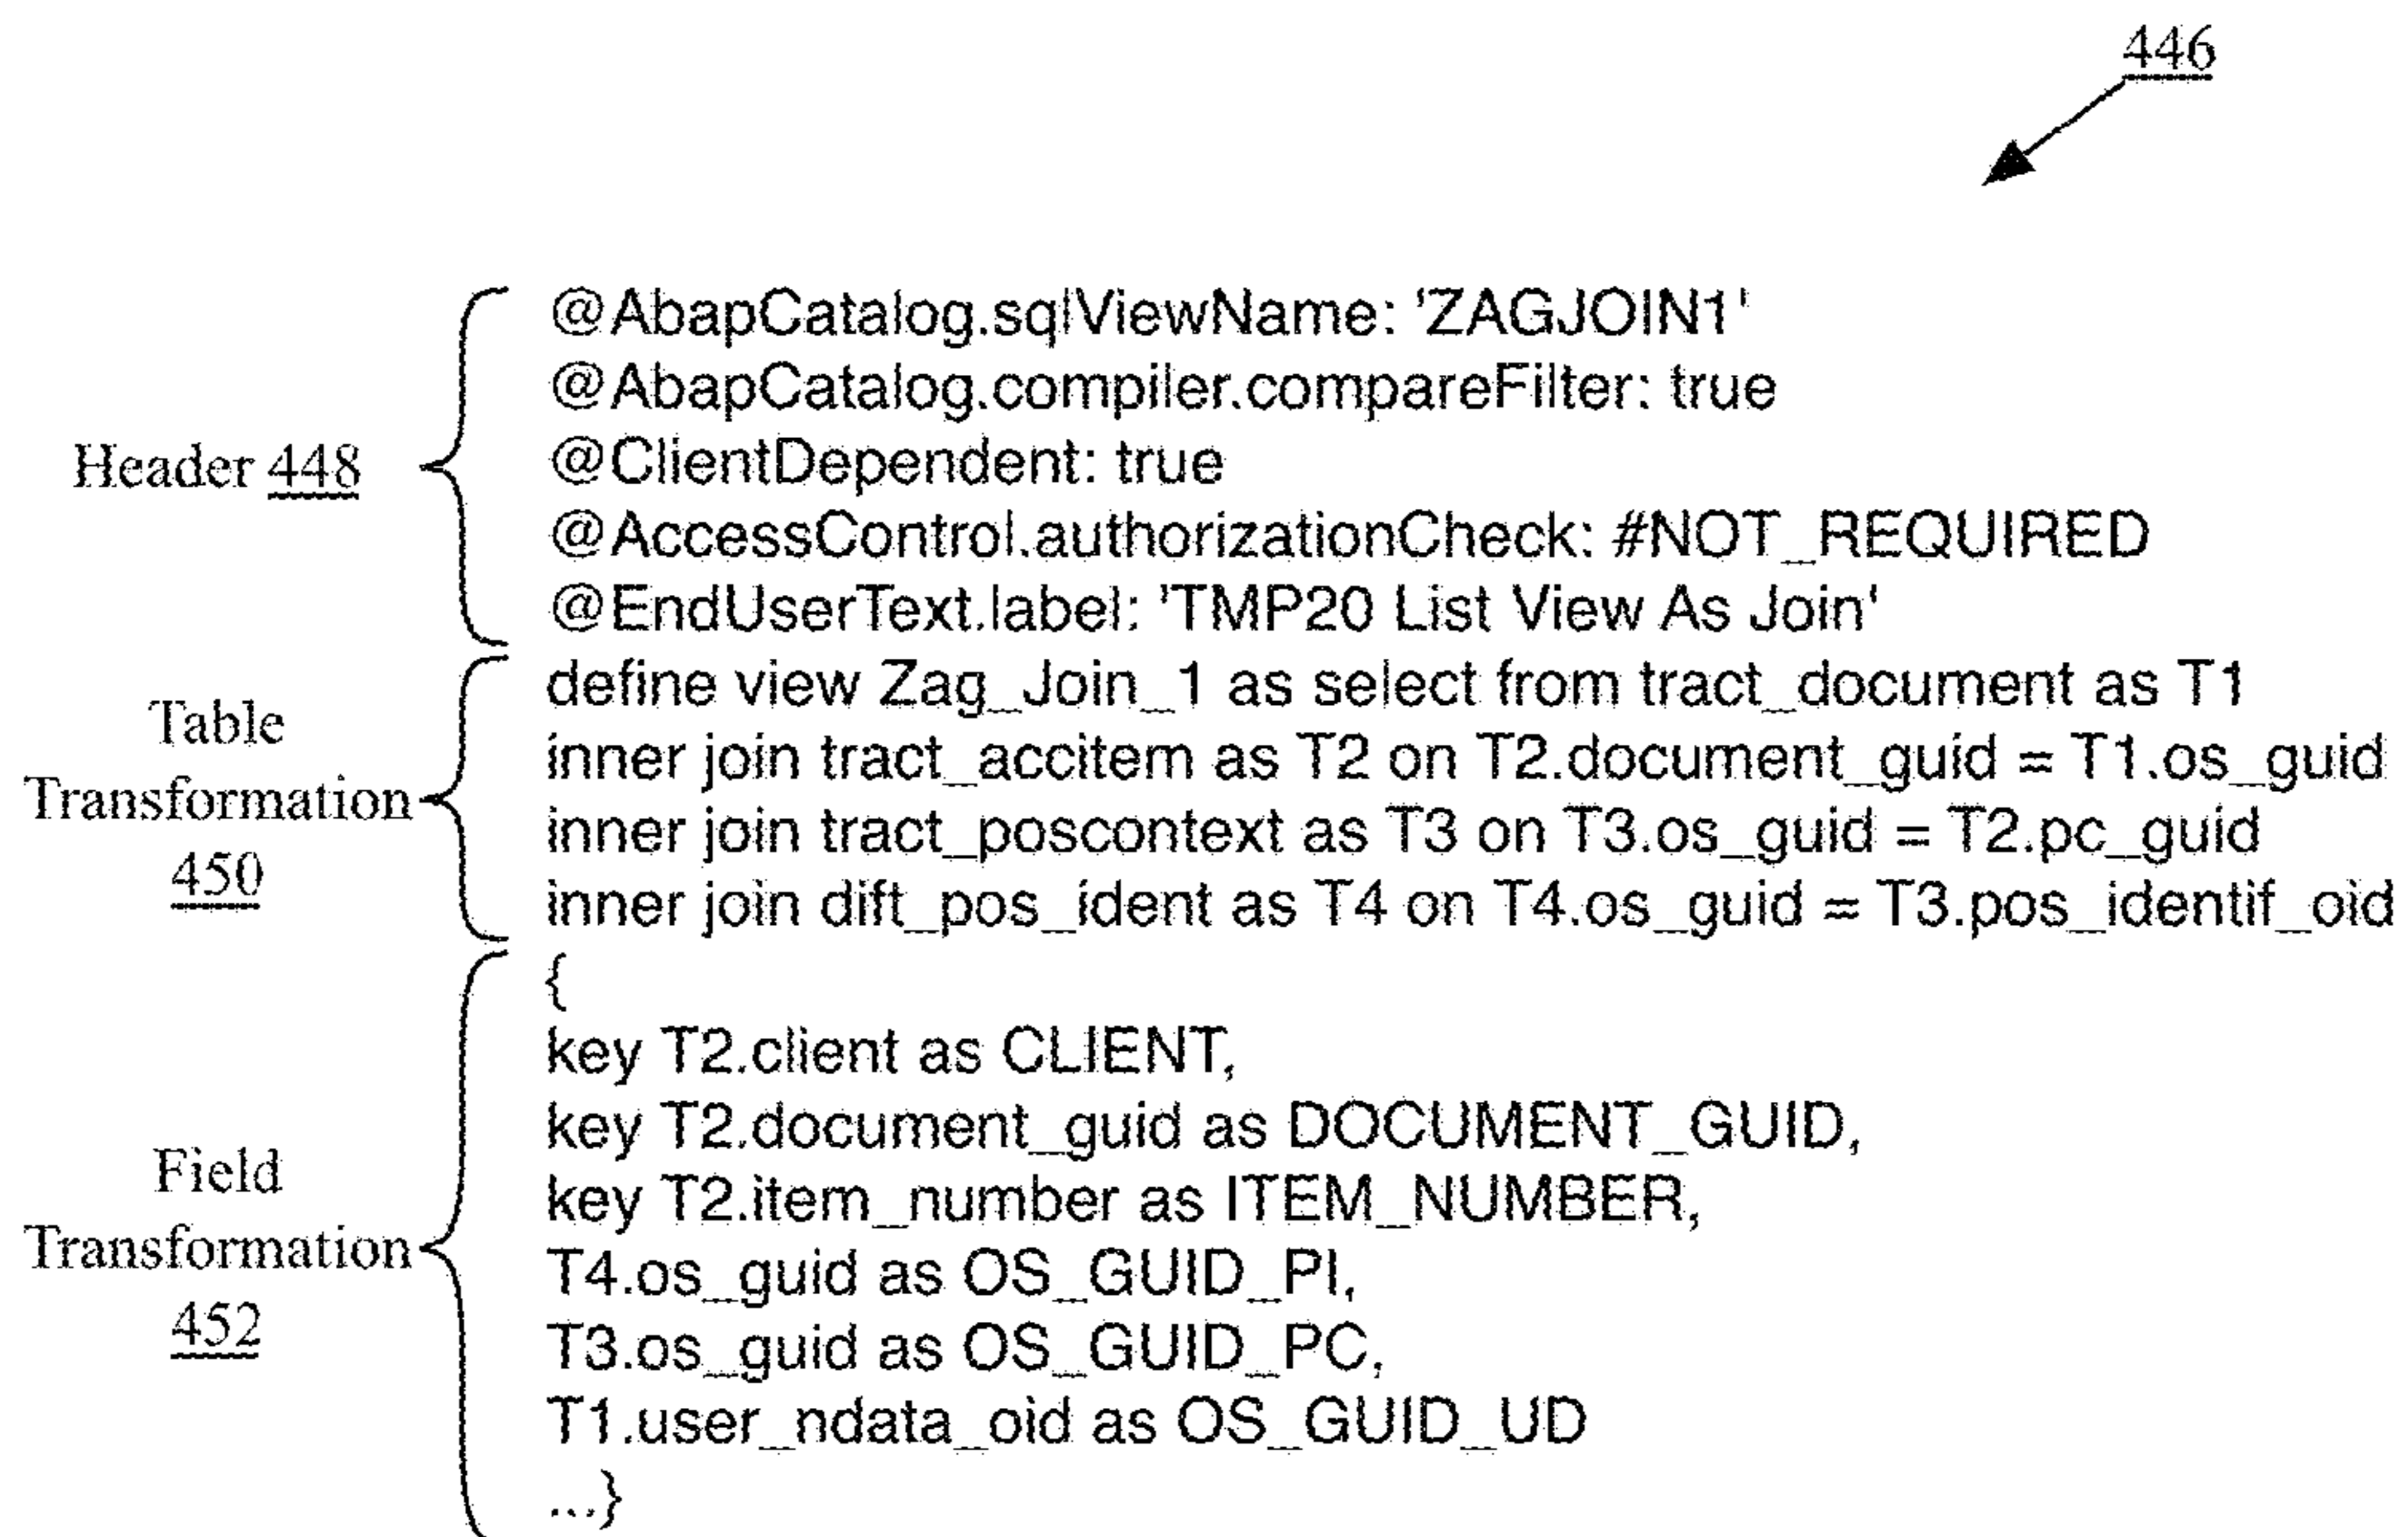 446
Header 448
@AbapCatalog.sqlViewName: 'ZAGJOIN1'
@AbapCatalog.compiler.compareFilter: true
@ClientDependent: true
@AccessControl.authorizationCheck: #NOT_REQUIRED
@EndUserText.label: 'TMP20 List View As Join'
Table
Transformation
450
define view Zag_Join_1 as select from tract_document as T1
inner join tract_accitem as T2 on T2.document_guid = T1.os_guid
inner join tract_poscontext as T3 on T3.os_guid = T2.pc_guid
inner join dift_pos_ident as T4 on T4.os_guid = T3.pos_identif_oid
Field
Transformation
452
{
key T2.client as CLIENT,
key T2.document_guid as DOCUMENT_GUID,
key T2.item_number as ITEM_NUMBER,
T4.os_guid as OS_GUID_PI,
T3.os_guid as OS_GUID_PC,
T1.user_ndata_oid as OS_GUID_UD
...}